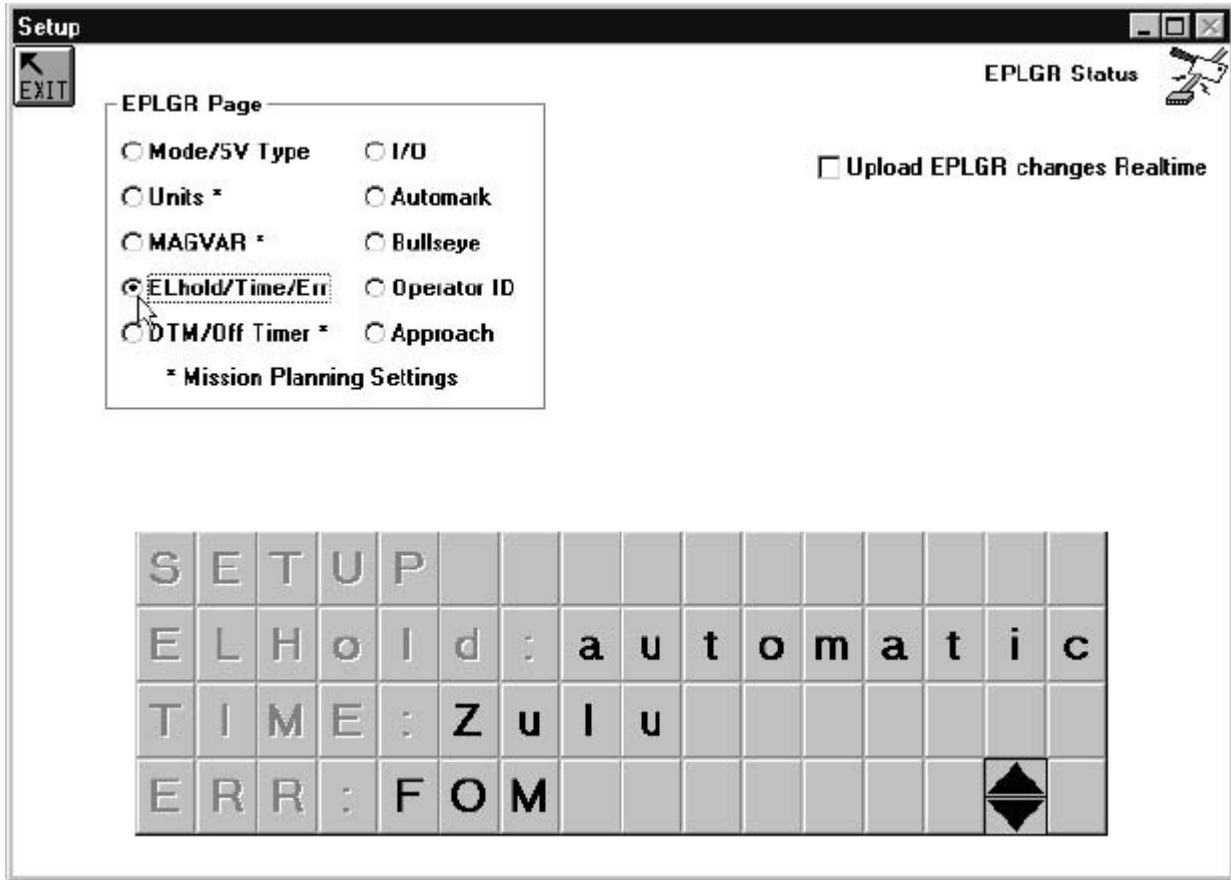 Setup
EXIT
EPLGR Status
EPLGR Page
Mode/SV Type
I/O
Upload EPLGR changes Realtime
Units *
Automark
MAGVAR *
Bullseye
ELhold/Time/Err
Operator ID
DTM/Off Timer *
Approach
* Mission Planning Settings
SETUP
ELHold:automatic
TIME:Zulu
ERR:FOM